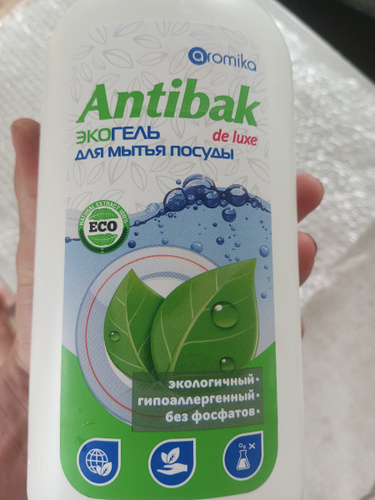 aromika
Antibak
de luxe
ЭКОГЕЛЬ
ДЛЯ МЫТЬЯ ПОСУДЫ
ECO
экологичный·
гипоаллергенный·
без фосфатов·